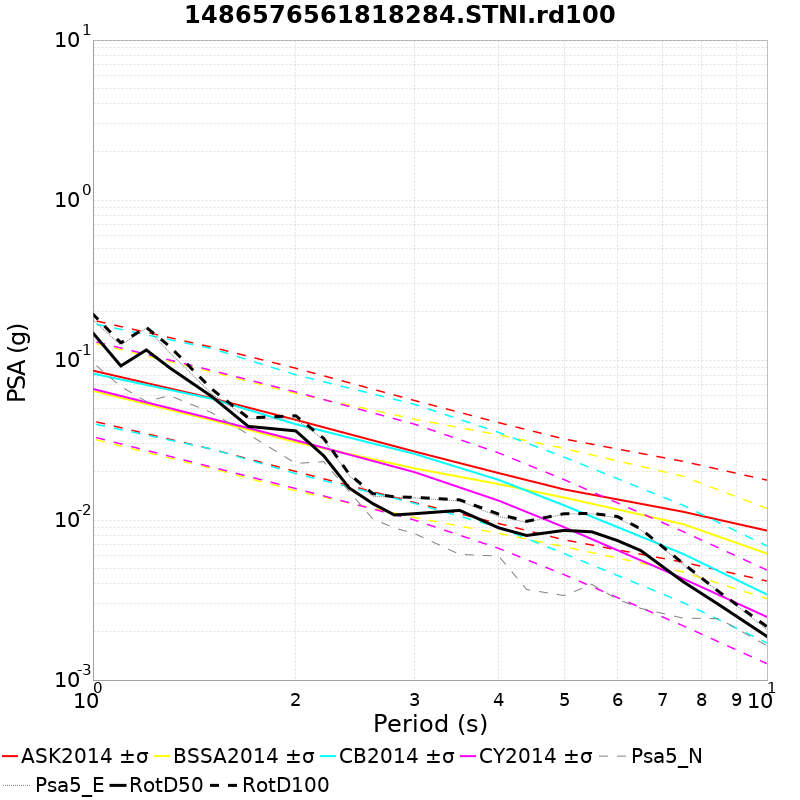 1486576561818284.STNI.rd100
10^1
10^0
10^-1
10^-2
10^-3
PSA (g)
10^0 2 3 4 5 6 7 8 9 10^1
Period (s)
ASK2014 ±σ BSSA2014 ±σ CB2014 ±σ CY2014 ±σ Psa5_N
Psa5_E RotD50 RotD100